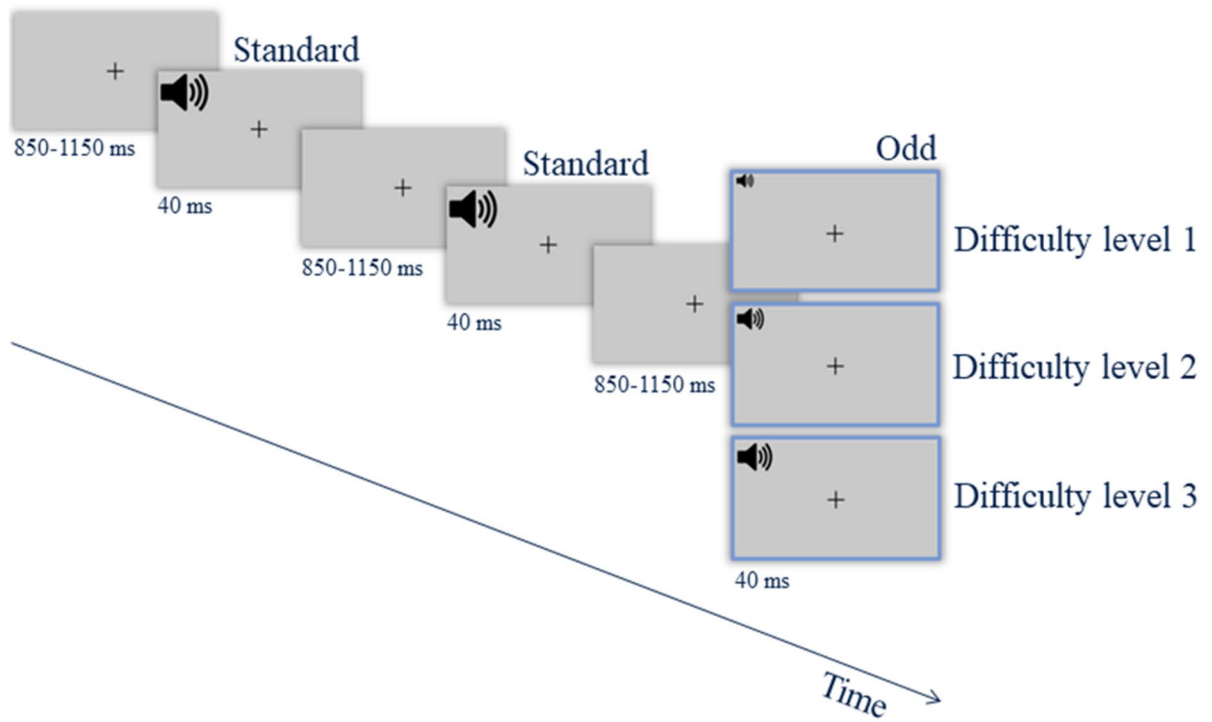 Standard
850-1150 ms
40 ms
Standard
850-1150 ms
40 ms
Odd
850-1150 ms
Difficulty level 1
Difficulty level 2
Difficulty level 3
40 ms
Time